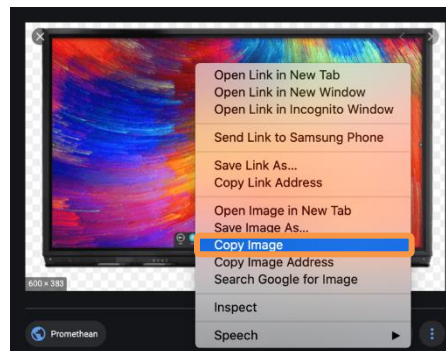 Open Link in New Tab
Open Link in New Window
Open Link in Incognito Window
Send Link to Samsung Phone
Save Link As...
Copy Link Address
Open Image in New Tab
Save Image As...
Copy Image
Copy Image Address
Search Google for Image
600 × 383
Inspect
Promethean
Speech